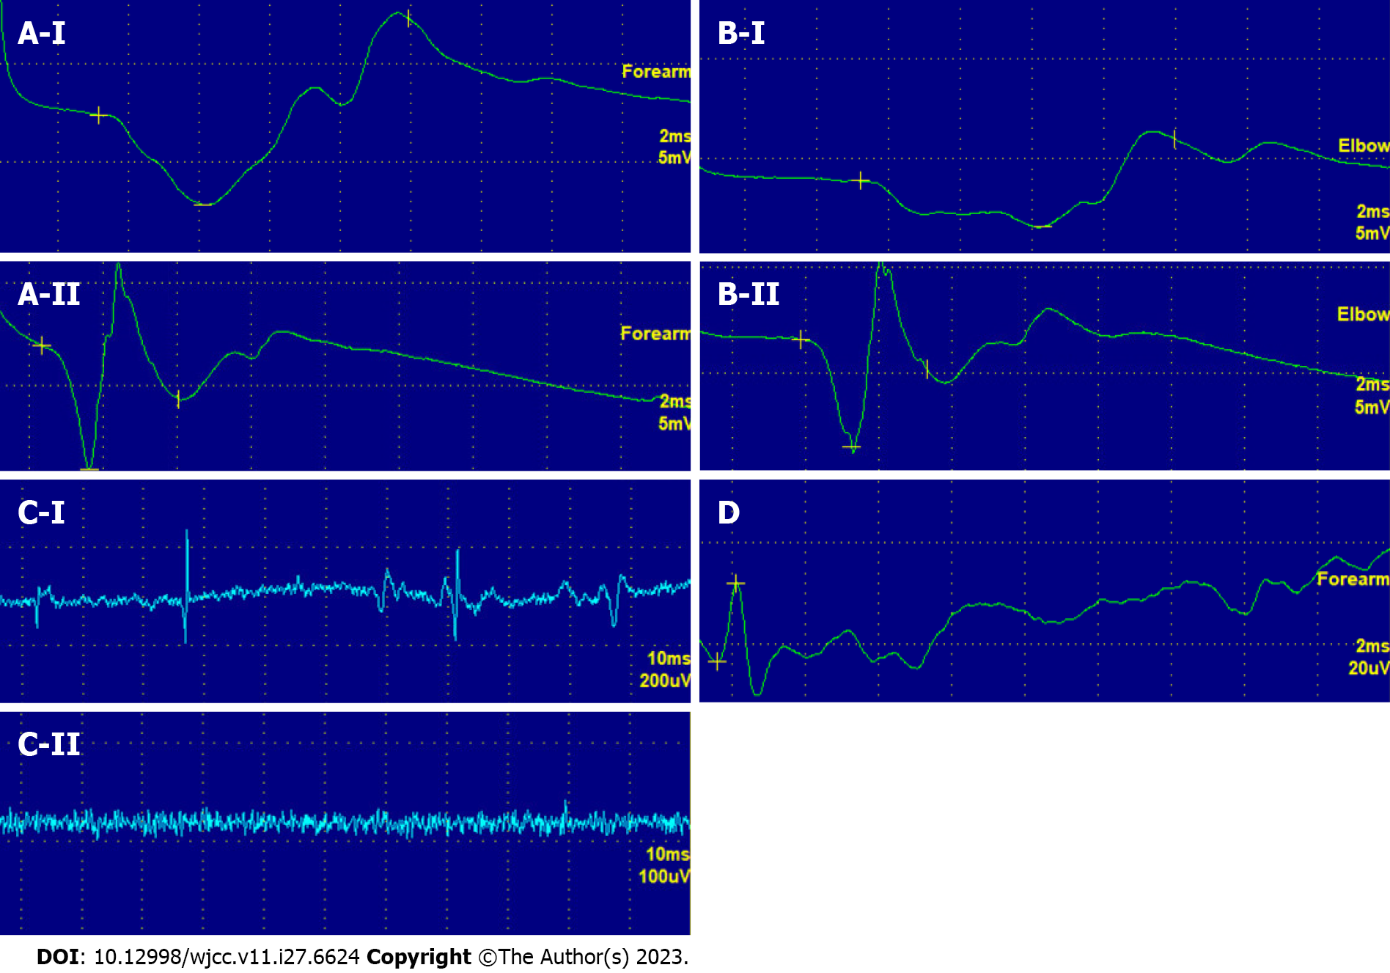 A-I
Forearm
2ms
5mV
B-I
Elbow
2ms
5mV
A-II
Forearm
2ms
5mV
B-II
Elbow
2ms
5mV
C-I
10ms
200uV
D
Forearm
2ms
20uV
C-II
10ms
100uV
DOI: 10.12998/wjcc.v11.i27.6624 Copyright ©The Author(s) 2023.